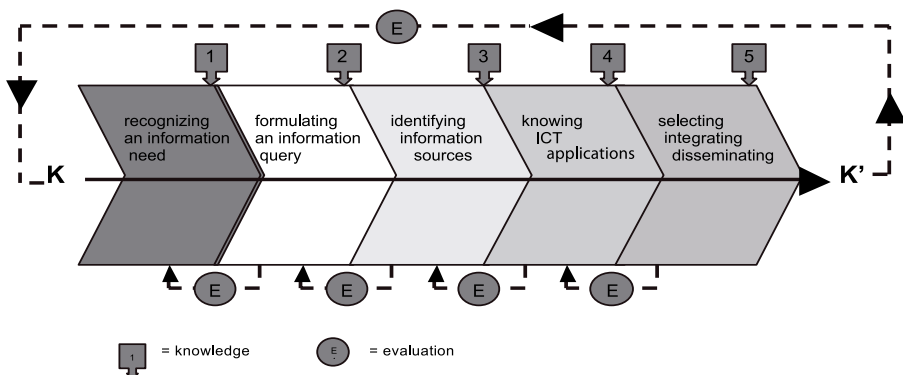 E
1
2
3
4
5
recognizing
an information
need
formulating
an information
query
identifying
information
sources
knowing
ICT
applications
selecting
integrating
disseminating
K
K’
E
E
E
E
1
= knowledge
E
= evaluation